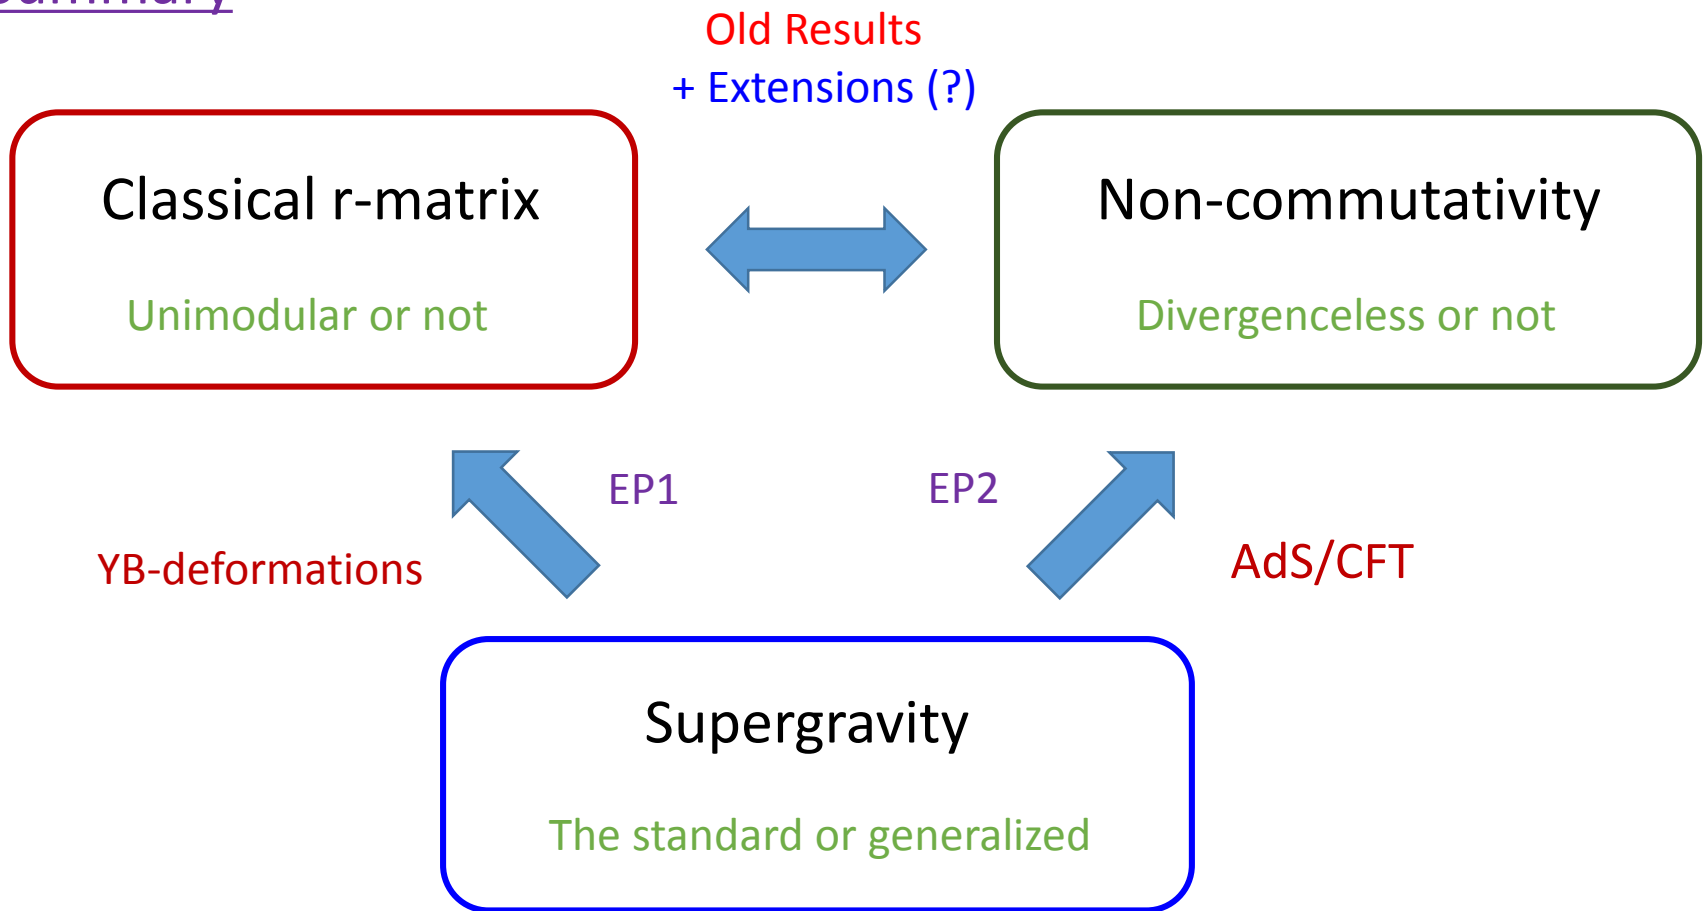 Summary
Old Results
+ Extensions (?)
Classical r-matrix
Unimodular or not
Non-commutativity
Divergenceless or not
EP1
EP2
YB-deformations
AdS/CFT
Supergravity
The standard or generalized